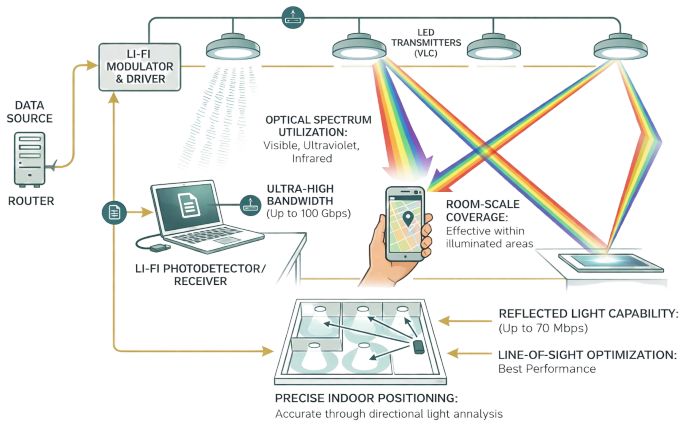 LI-FI
MODULATOR
& DRIVER
LED
TRANSMITTERS
(VLC)
DATA
SOURCE
ROUTER
OPTICAL SPECTRUM
UTILIZATION:
Visible, Ultraviolet,
Infrared
ULTRA-HIGH
BANDWIDTH
(Up to 100 Gbps)
ROOM-SCALE
COVERAGE:
Effective within
illuminated areas
LI-FI PHOTODETECTOR/
RECEIVER
REFLECTED LIGHT CAPABILITY:
(Up to 70 Mbps)
LINE-OF-SIGHT OPTIMIZATION:
Best Performance
PRECISE INDOOR POSITIONING:
Accurate through directional light annalysis